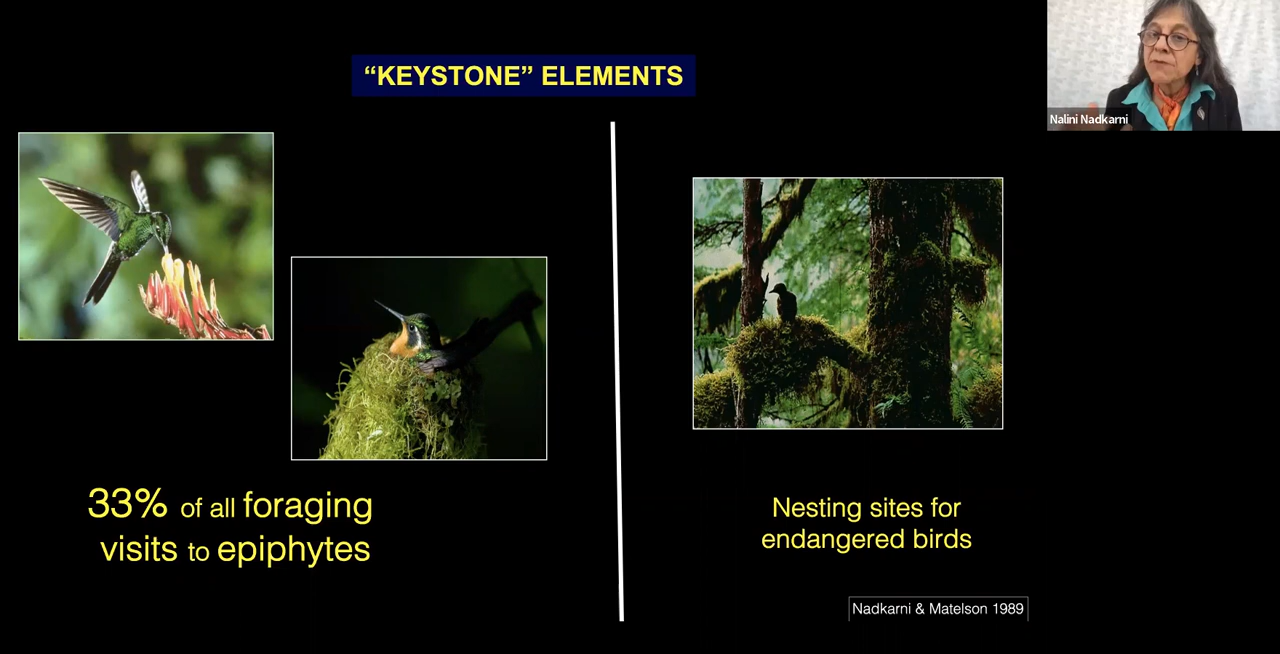 “KEYSTONE” ELEMENTS
Nalini Nadkarni
33% of all foraging
visits to epiphytes
Nesting sites for
endangered birds
Nadkarni & Matelson 1989